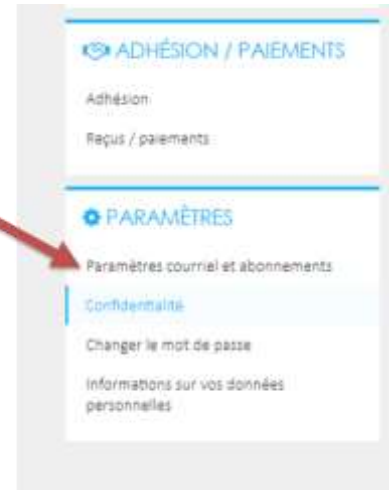 ADHÉSION / PAIEMENTS
Adhésion
Reçus / paiements
PARAMÈTRES
Paramètres courriel et abonnements
Confidentialité
Changer le mot de passe
Informations sur vos données
personnelles